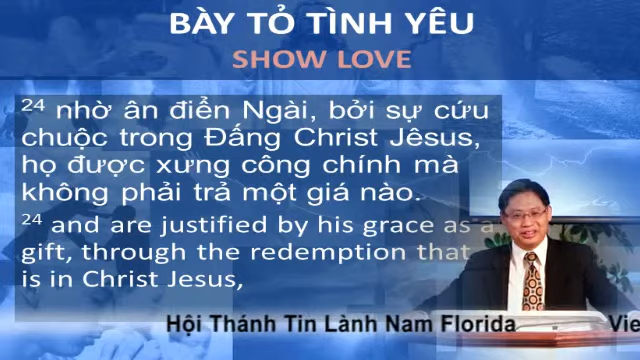 BÀY TỎ TÌNH YÊU
SHOW LOVE
24 nhờ ân điển Ngài, bởi sự cứu
chuộc trong Đấng Christ Jêsus,
họ được xưng công chính mà
không phải trả một giá nào.
24 and are justified by his grace as a
gift, through the redemption that
is in Christ Jesus,
Hội Thánh Tin Lành Nam Florida Vie